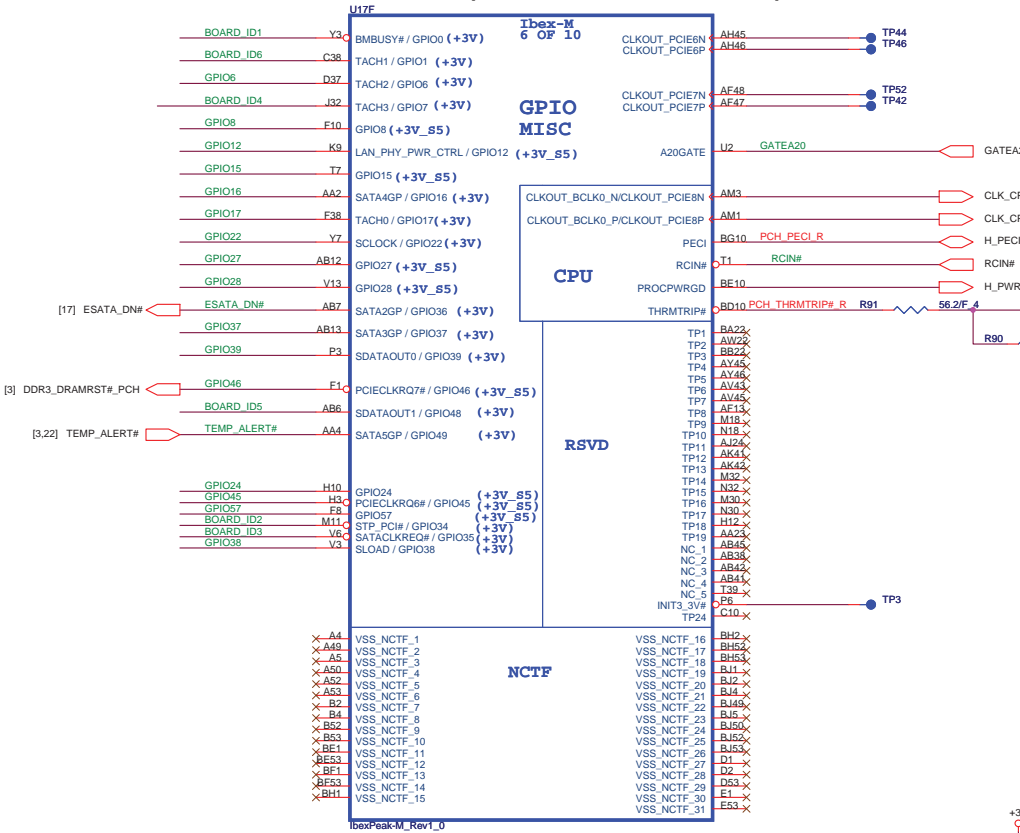 U17F
Ibex-M
6 OF 10
BOARD_ID1 Y3 BMBUSY# / GPIO0 (+3V)
BOARD_ID6 C38 TACH1 / GPIO1 (+3V)
GPIO6 D37 TACH2 / GPIO6 (+3V)
BOARD_ID4 J32 TACH3 / GPIO7 (+3V)
GPIO8 F10 GPIO8 (+3V_S5)
GPIO12 K9 LAN_PHY_PWR_CTRL / GPIO12 (+3V_S5)
GPIO15 T7 GPIO15 (+3V_S5)
GPIO16 AA2 SATA4GP / GPIO16 (+3V)
GPIO17 F38 TACH0 / GPIO17 (+3V)
GPIO22 Y7 SCLOCK / GPIO22 (+3V)
GPIO27 AB12 GPIO27 (+3V_S5)
GPIO28 V13 GPIO28 (+3V_S5)
[17] ESATA_DN# ESATA_DN# AB7 SATA2GP / GPIO36 (+3V)
GPIO37 AB13 SATA3GP / GPIO37 (+3V)
GPIO39 P3 SDATAOUT0 / GPIO39 (+3V)
[3] DDR3_DRAMRST#_PCH GPIO46 F1 PCIECLKRQ7# / GPIO46 (+3V_S5)
BOARD_ID5 AB6 SDATAOUT1 / GPIO48 (+3V)
[3,22] TEMP_ALERT# TEMP_ALERT# AA4 SATA5GP / GPIO49 (+3V)
GPIO24 H10 GPIO24 (+3V_S5)
GPIO45 H3 PCIECLKRQ6# / GPIO45 (+3V_S5)
GPIO57 F8 GPIO57 (+3V_S5)
BOARD_ID2 M11 STP_PCI# / GPIO34 (+3V)
BOARD_ID3 V6 SATACLKREQ# / GPIO35 (+3V)
GPIO38 V3 SLOAD / GPIO38 (+3V)
GPIO
MISC
CPU
RSVD
NCTF
CLKOUT_PCIE6N AH45 TP44
CLKOUT_PCIE6P AH46 TP46
CLKOUT_PCIE7N AF48 TP52
CLKOUT_PCIE7P AF47 TP42
A20GATE U2 GATEA20 GATEA2
CLKOUT_BCLK0_N/CLKOUT_PCIE8N AM3 CLK_CP
CLKOUT_BCLK0_P/CLKOUT_PCIE8P AM1 CLK_CP
PECI BG10 PCH_PECI_R H_PECI
RCIN# T1 RCIN# RCIN#
PROCPWRGD BE10 H_PWR
THRMTRIP# BD10 PCH_THRMTRIP#_R R91 56.2/F_4
R90
TP1 BA22
TP2 AW22
TP3 BB22
TP4 AY45
TP5 AY46
TP6 AV43
TP7 AV45
TP8 AF13
TP9 M18
TP10 N18
TP11 AJ24
TP12 AK41
TP13 AK42
TP14 M32
TP15 N32
TP16 M30
TP17 N30
TP18 H12
TP19 AA23
NC_1 AB45
NC_2 AB38
NC_3 AB42
NC_4 AB41
NC_5 T39
INIT3_3V# P6 TP3
TP24 C10
A4 VSS_NCTF_1
A49 VSS_NCTF_2
A5 VSS_NCTF_3
A50 VSS_NCTF_4
A52 VSS_NCTF_5
A53 VSS_NCTF_6
B2 VSS_NCTF_7
B4 VSS_NCTF_8
B52 VSS_NCTF_9
B53 VSS_NCTF_10
BE1 VSS_NCTF_11
BE53 VSS_NCTF_12
BF1 VSS_NCTF_13
BF53 VSS_NCTF_14
BH1 VSS_NCTF_15
VSS_NCTF_16 BH2
VSS_NCTF_17 BH52
VSS_NCTF_18 BH53
VSS_NCTF_19 BJ1
VSS_NCTF_20 BJ2
VSS_NCTF_21 BJ4
VSS_NCTF_22 BJ49
VSS_NCTF_23 BJ5
VSS_NCTF_24 BJ50
VSS_NCTF_25 BJ52
VSS_NCTF_26 BJ53
VSS_NCTF_27 D1
VSS_NCTF_28 D2
VSS_NCTF_29 D53
VSS_NCTF_30 E1
VSS_NCTF_31 E53
IbexPeak-M_Rev1_0
+3